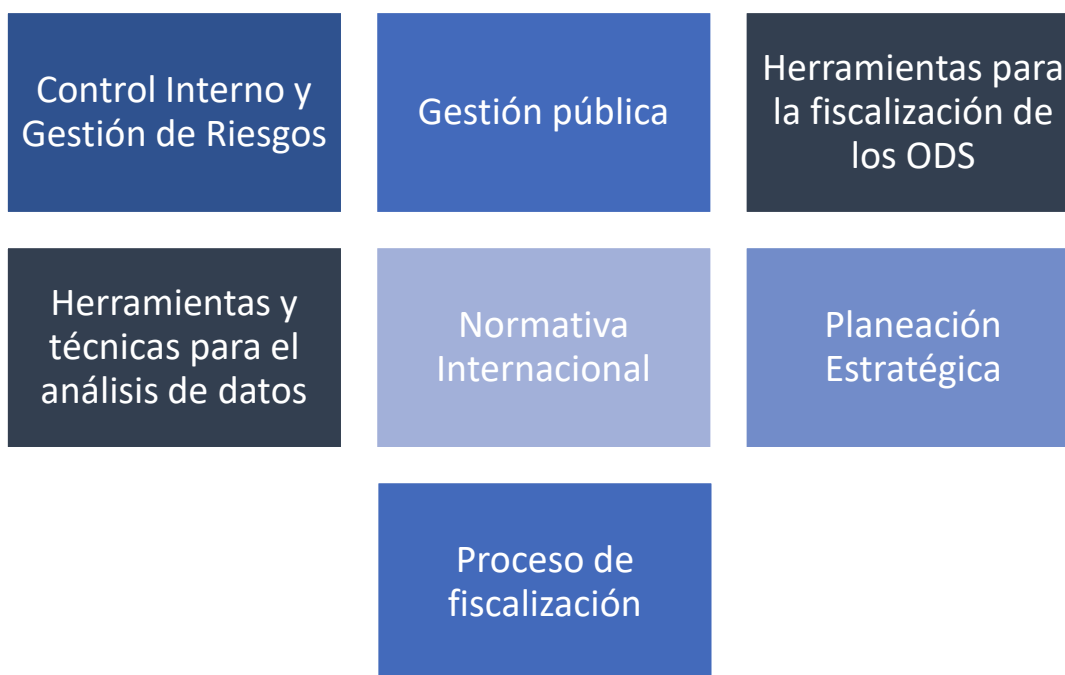 Control Interno y
Gestión de Riesgos
Gestión pública
Herramientas para
la fiscalización de
los ODS
Herramientas y
técnicas para el
análisis de datos
Normativa
Internacional
Planeación
Estratégica
Proceso de
fiscalización